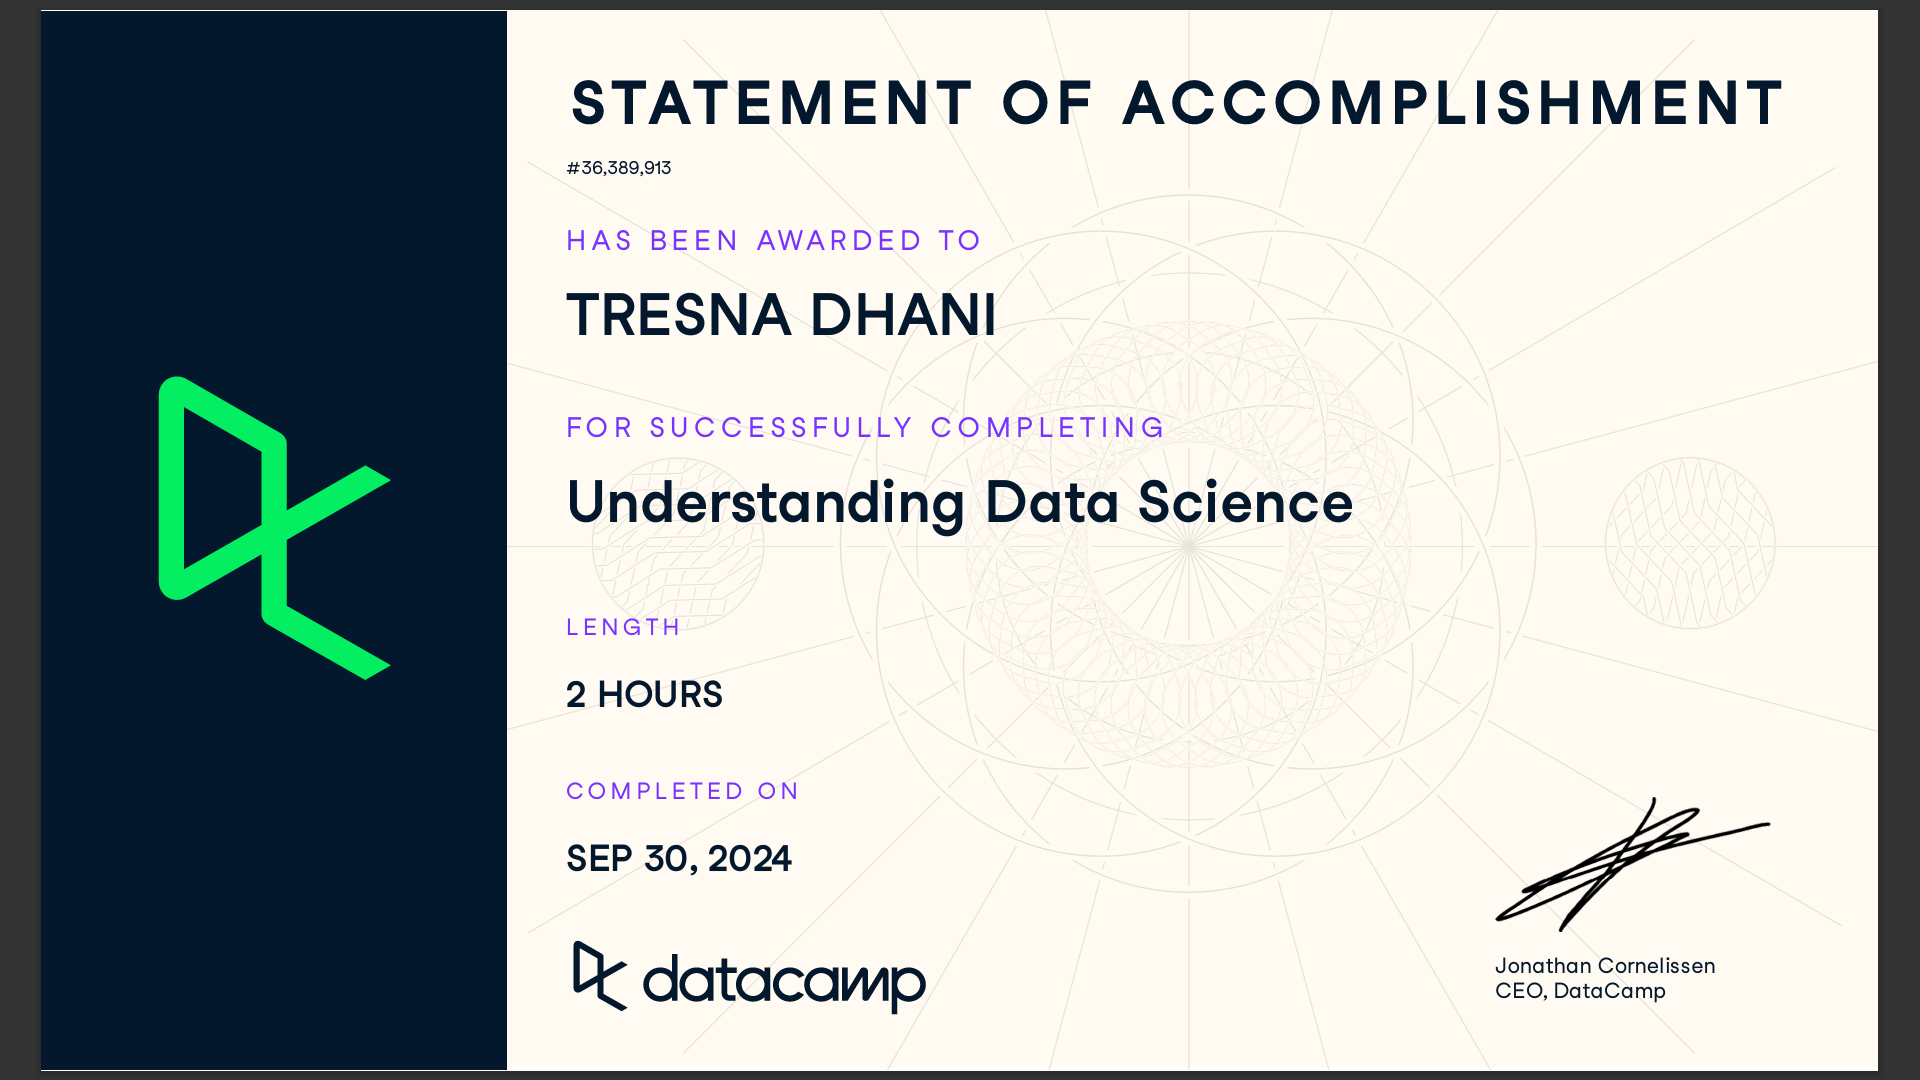 STATEMENT OF ACCOMPLISHMENT
#36,389,913
HAS BEEN AWARDED TO
TRESNA DHANI
FOR SUCCESSFULLY COMPLETING
Understanding Data Science
LENGTH
2 HOURS
COMPLETED ON
SEP 30, 2024
datacamp
Jonathan Cornelissen
CEO, DataCamp